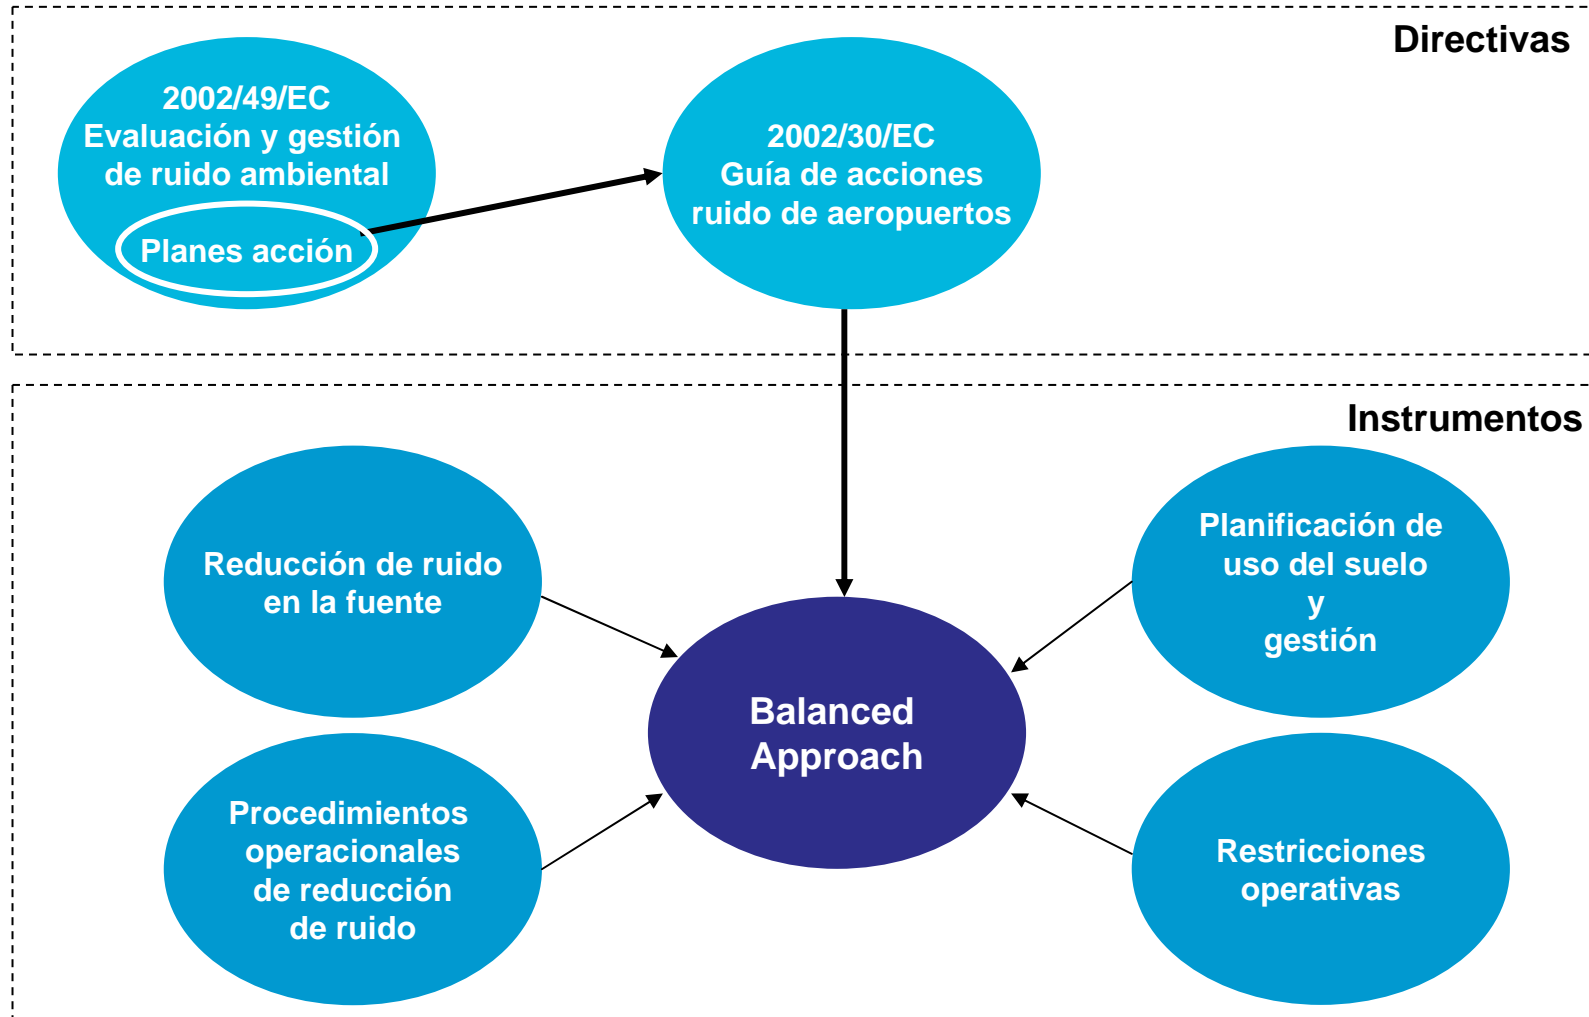 Directivas
2002/49/EC
Evaluación y gestión
de ruido ambiental
Planes acción
2002/30/EC
Guía de acciones
ruido de aeropuertos
Instrumentos
Reducción de ruido
en la fuente
Planificación de
uso del suelo
y
gestión
Balanced
Approach
Procedimientos
operacionales
de reducción
de ruido
Restricciones
operativas